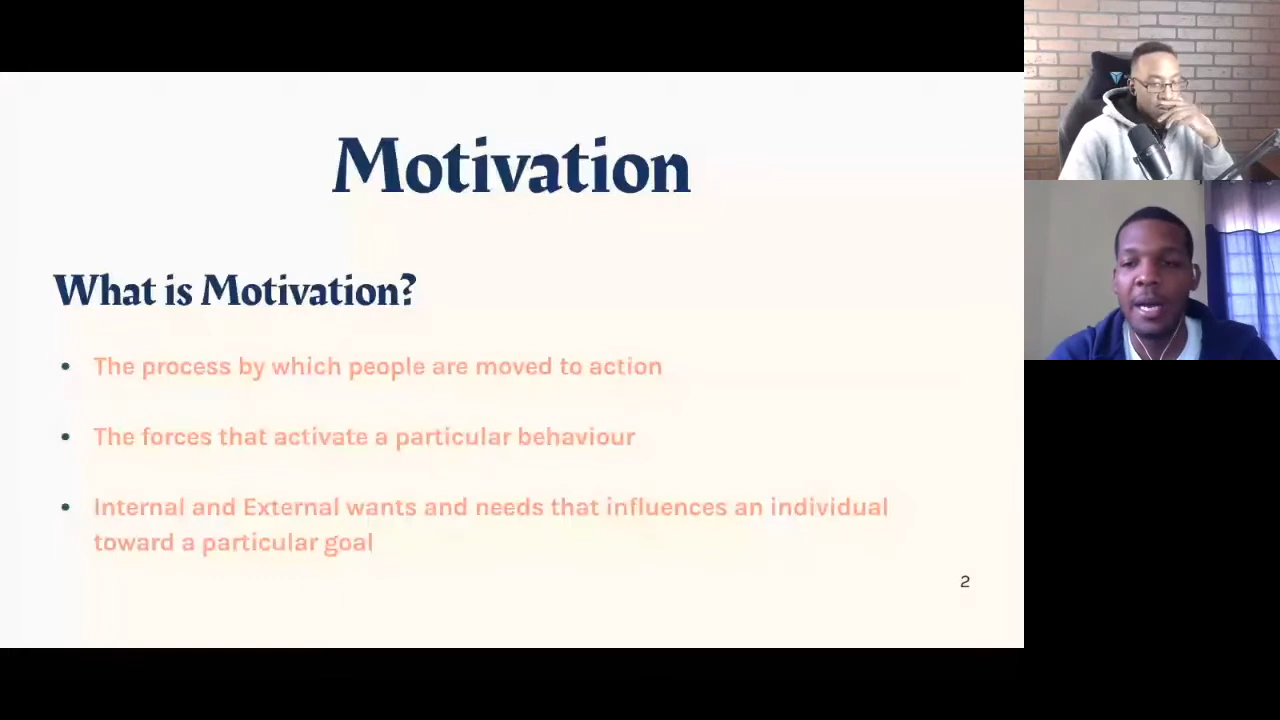 Motivation
What is Motivation?
• The process by which people are moved to action
• The forces that activate a particular behaviour
• Internal and External wants and needs that influences an individual
toward a particular goal
2